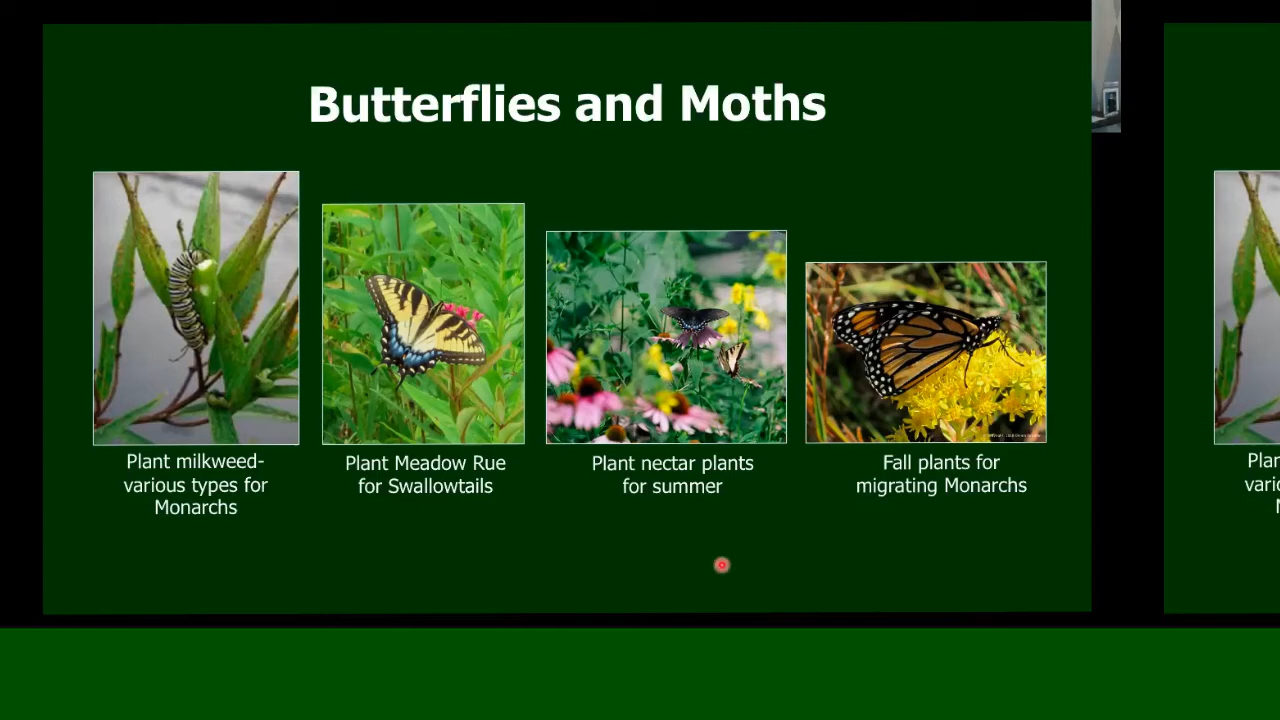 Butterflies and Moths
Plant milkweed-
various types for
Monarchs
Plant Meadow Rue
for Swallowtails
Plant nectar plants
for summer
Fall plants for
migrating Monarchs